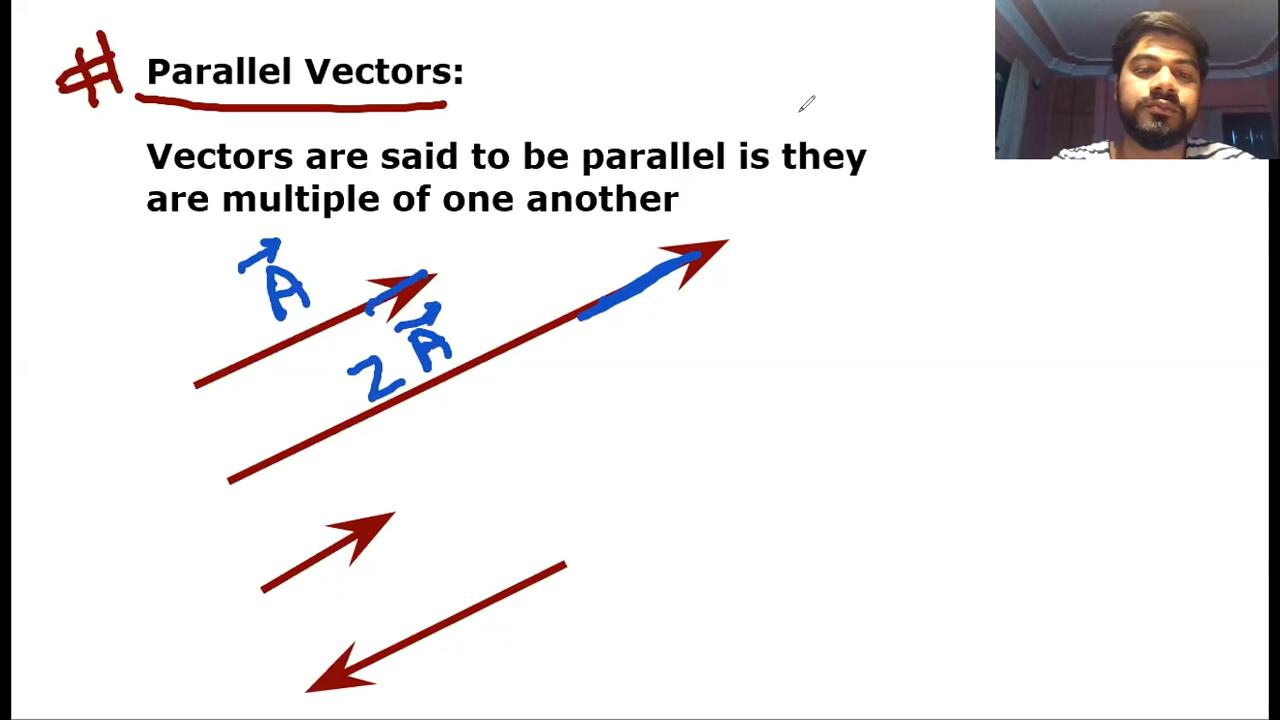 # Parallel Vectors:
Vectors are said to be parallel is they
are multiple of one another
A
2A